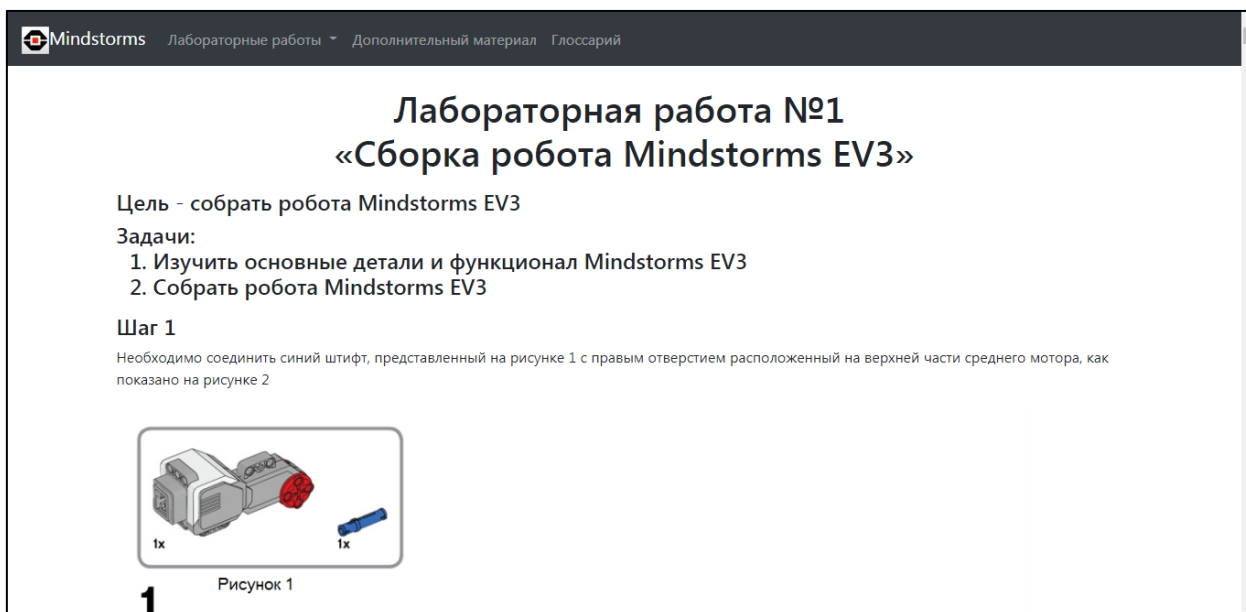 Mindstorms Лабораторные работы Дополнительный материал Глоссарий
Лабораторная работа №1
«Сборка робота Mindstorms EV3»
Цель - собрать робота Mindstorms EV3
Задачи:
1. Изучить основные детали и функционал Mindstorms EV3
2. Собрать робота Mindstorms EV3
Шаг 1
Необходимо соединить синий штифт, представленный на рисунке 1 с правым отверстием расположенный на верхней части среднего мотора, как
показано на рисунке 2
1x 1x
Рисунок 1
1